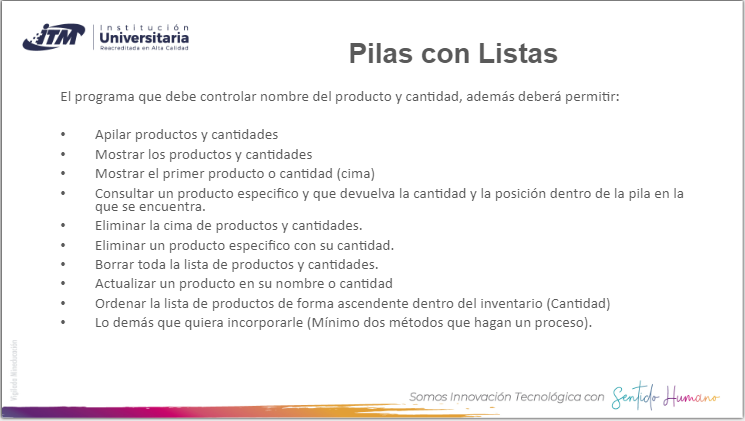 iTM
Institución
Universitaria
Reacreditada en Alta Calidad
Pilas con Listas
El programa que debe controlar nombre del producto y cantidad, además deberá permitir:
• Apilar productos y cantidades
• Mostrar los productos y cantidades
• Mostrar el primer producto o cantidad (cima)
• Consultar un producto especifico y que devuelva la cantidad y la posición dentro de la pila en la
que se encuentra.
• Eliminar la cima de productos y cantidades.
• Eliminar un producto especifico con su cantidad.
• Borrar toda la lista de productos y cantidades.
• Actualizar un producto en su nombre o cantidad
• Ordenar la lista de productos de forma ascendente dentro del inventario (Cantidad)
• Lo demás que quiera incorporarle (Mínimo dos métodos que hagan un proceso).
Vigilada Mineducación
Somos Innovación Tecnológica con Sentido Humano